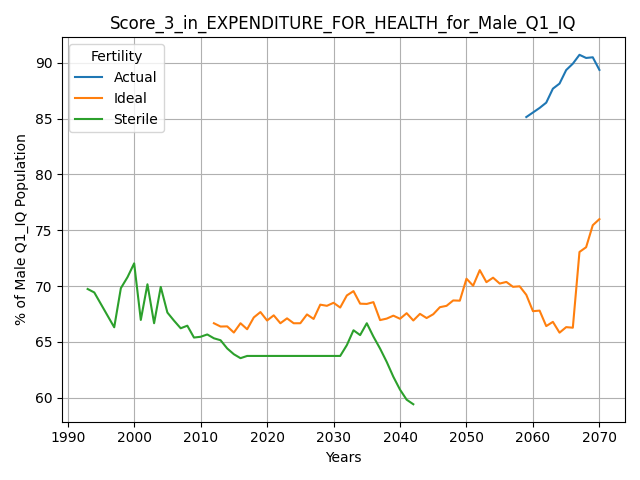 Score_3_in_EXPENDITURE_FOR_HEALTH_for_Male_Q1_IQ
Fertility
Actual
Ideal
Sterile
% of Male Q1_IQ Population
90
85
80
75
70
65
60
1990 2000 2010 2020 2030 2040 2050 2060 2070
Years